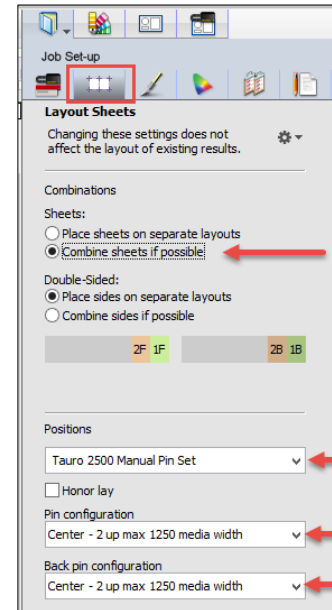 Job Set-up
Layout Sheets
Changing these settings does not
affect the layout of existing results.
Combinations
Sheets:
Place sheets on separate layouts
Combine sheets if possible
Double-Sided:
Place sides on separate layouts
Combine sides if possible
2F 1F 2B 1B
Positions
Tauro 2500 Manual Pin Set
Honor lay
Pin configuration
Center - 2 up max 1250 media width
Back pin configuration
Center - 2 up max 1250 media width